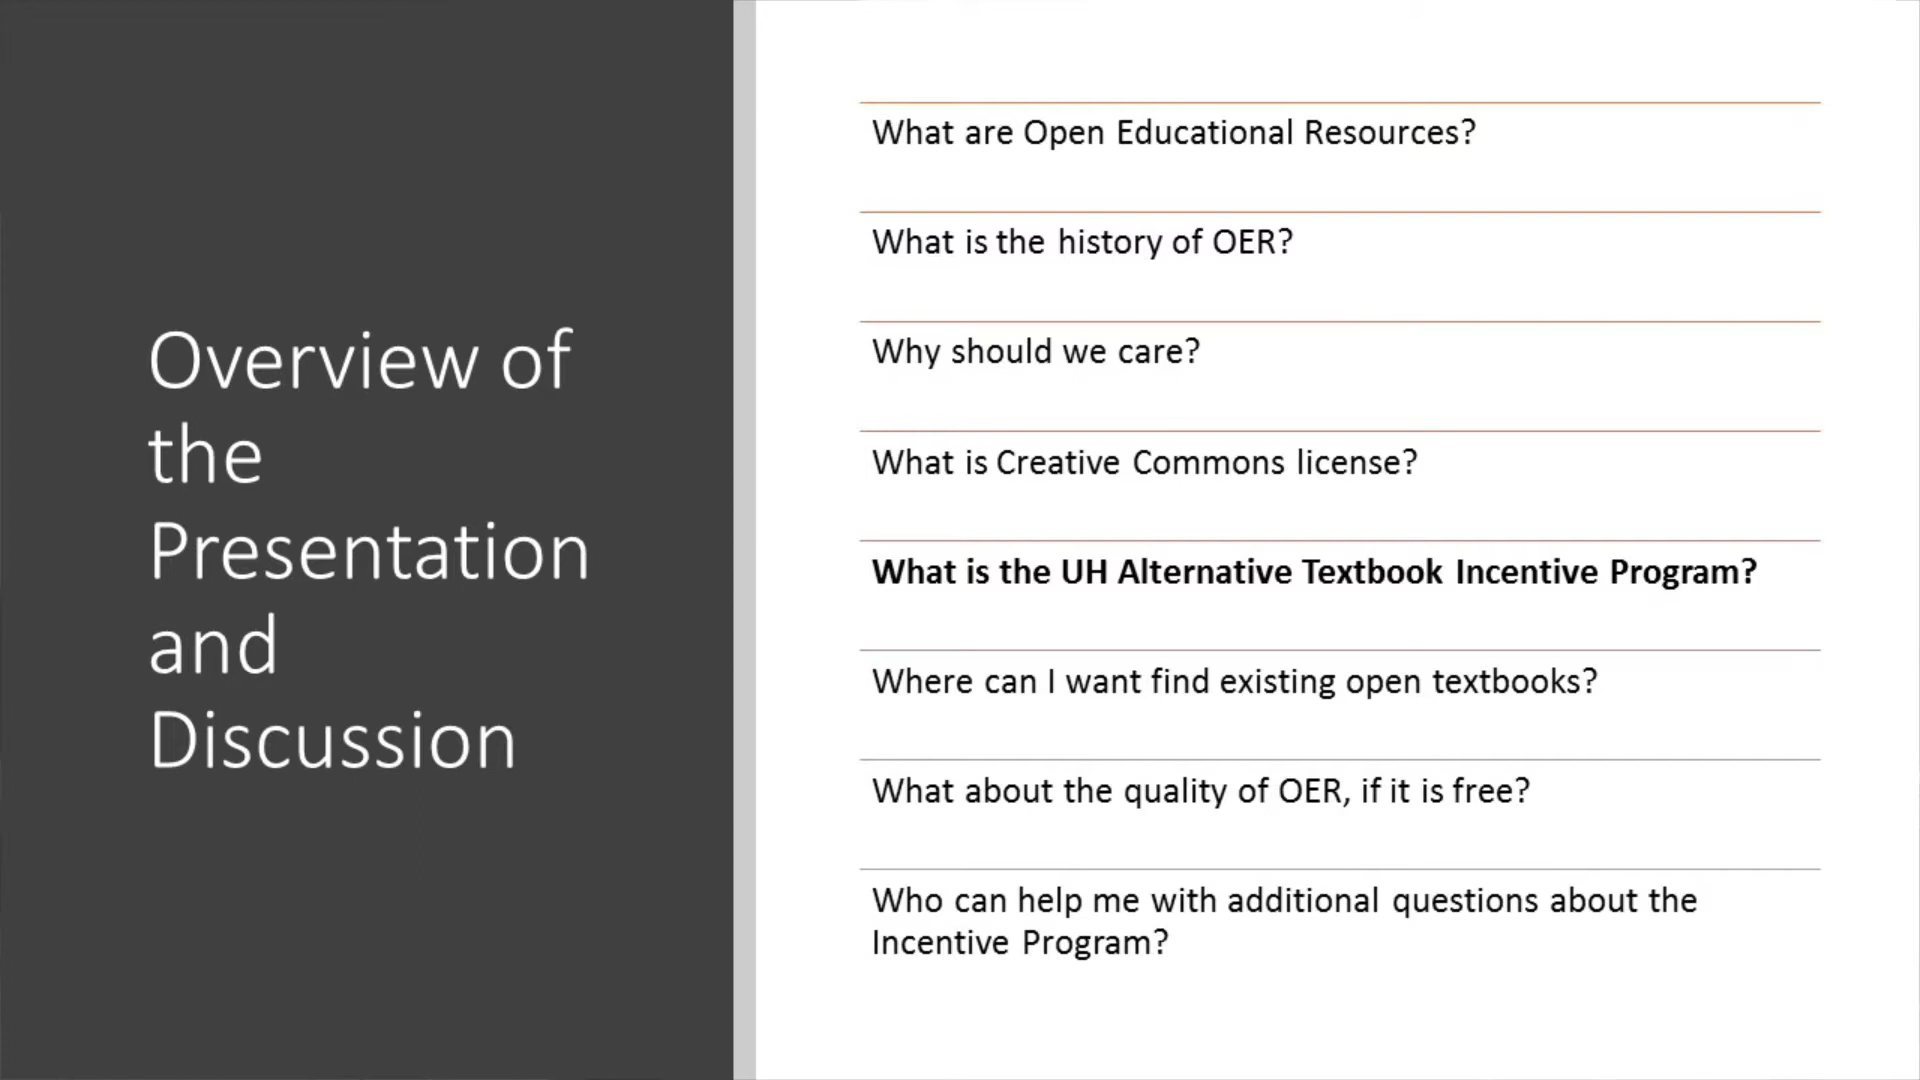 Overview of
the
Presentation
and
Discussion
What are Open Educational Resources?
What is the history of OER?
Why should we care?
What is Creative Commons license?
What is the UH Alternative Textbook Incentive Program?
Where can I want find existing open textbooks?
What about the quality of OER, if it is free?
Who can help me with additional questions about the
Incentive Program?